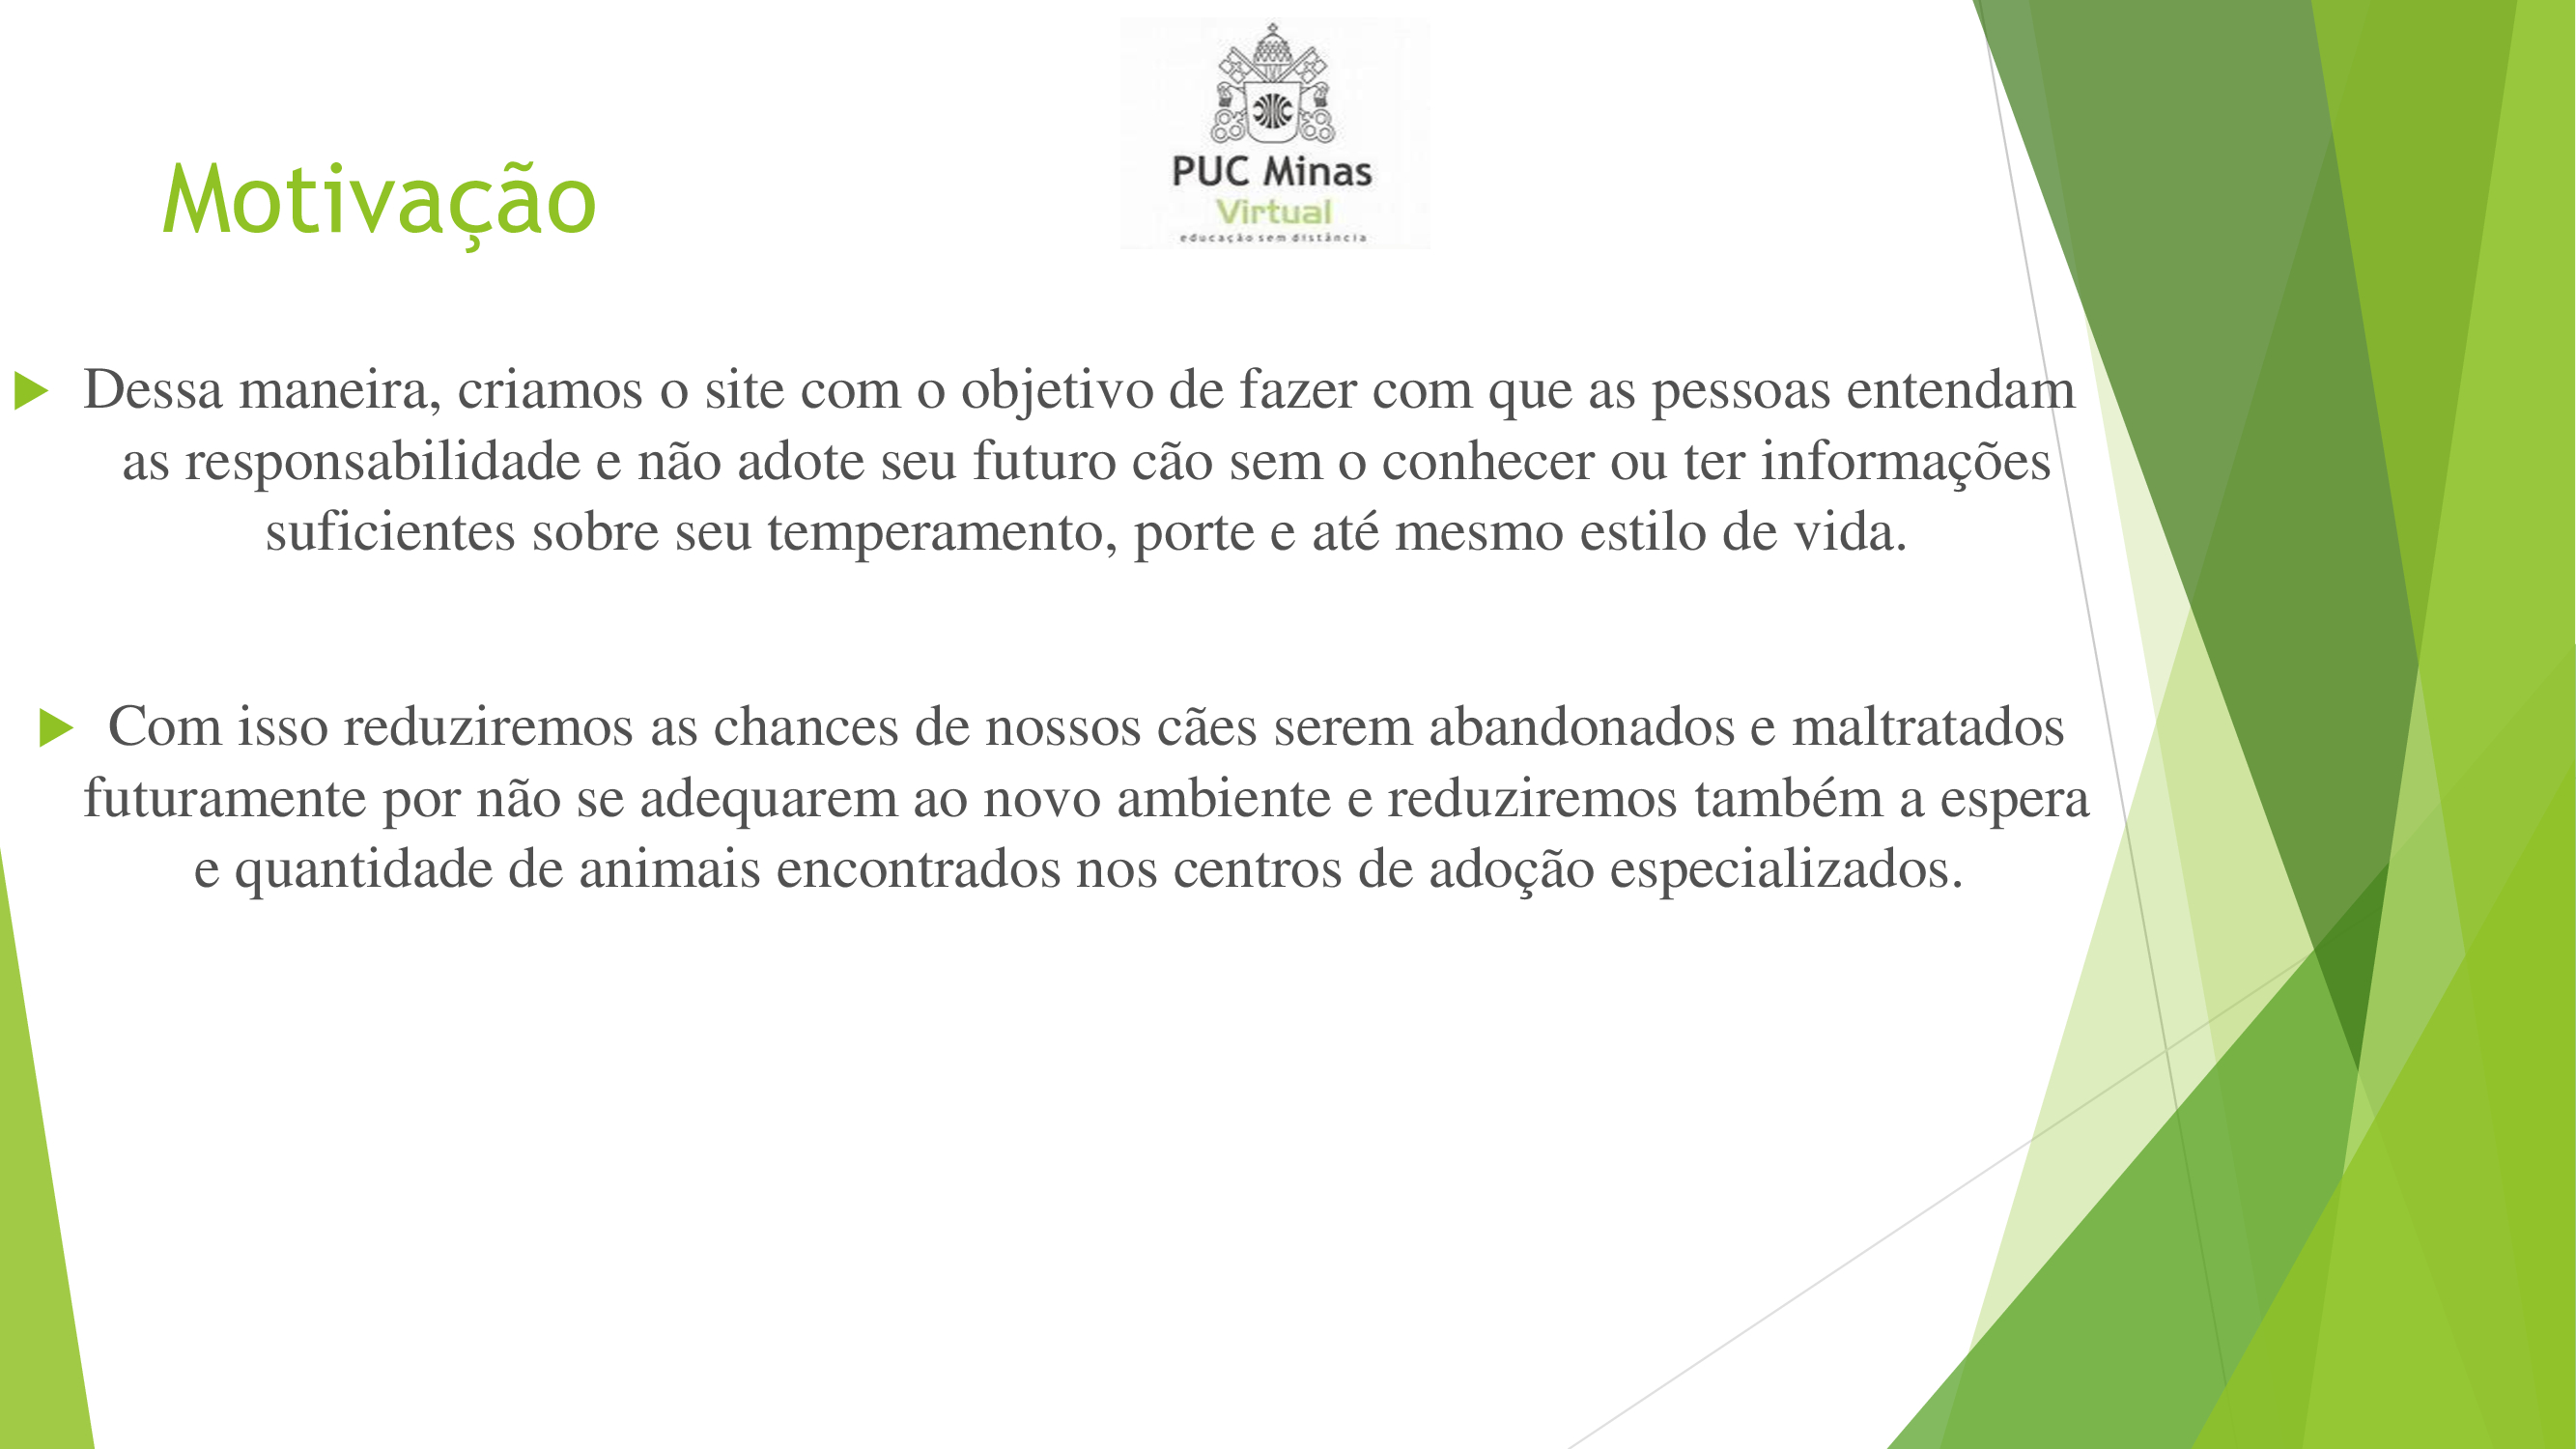 PUC Minas
Virtual
educação sem distância
Motivação
Dessa maneira, criamos o site com o objetivo de fazer com que as pessoas entendam
as responsabilidade e não adote seu futuro cão sem o conhecer ou ter informações
suficientes sobre seu temperamento, porte e até mesmo estilo de vida.
Com isso reduziremos as chances de nossos cães serem abandonados e maltratados
futuramente por não se adequarem ao novo ambiente e reduziremos também a espera
e quantidade de animais encontrados nos centros de adoção especializados.